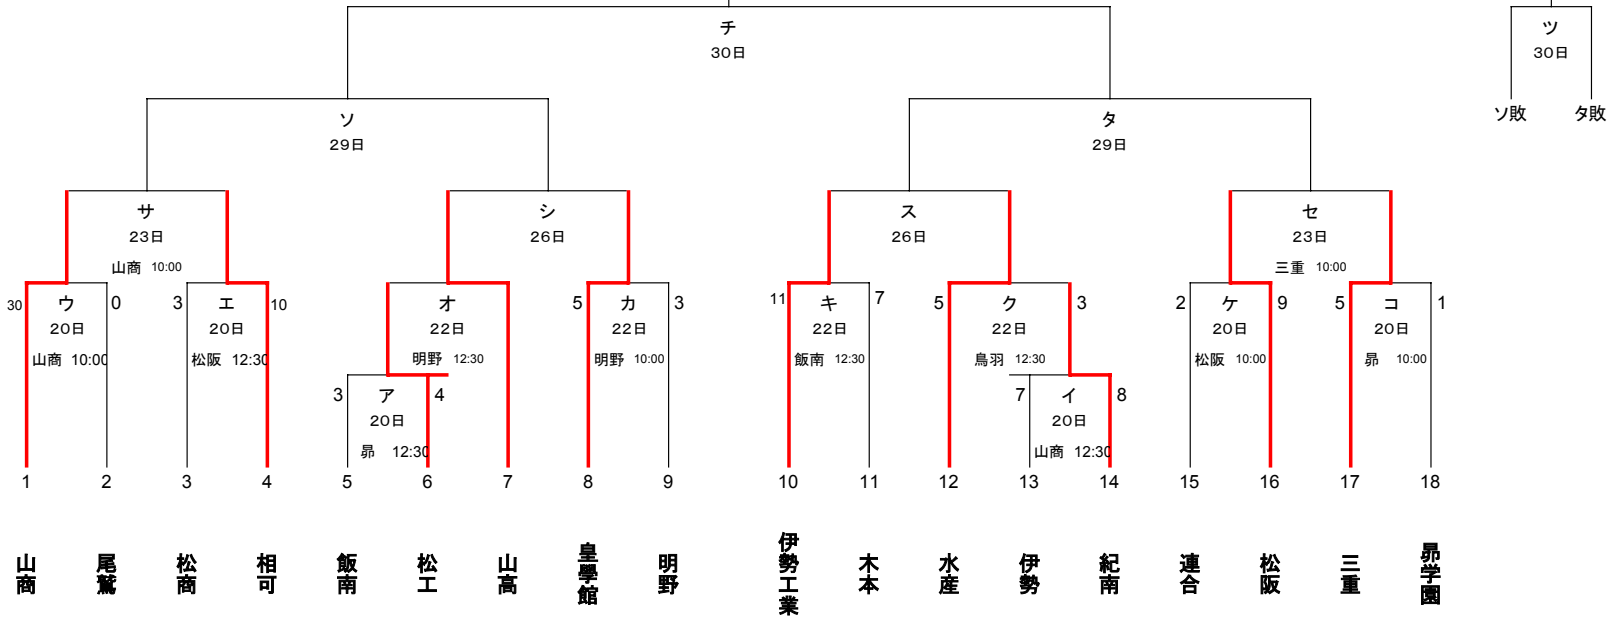 チ
30日
ツ
30日
ソ敗
タ敗
ソ
29日
タ
29日
サ
23日
山商 10:00
シ
26日
ス
26日
セ
23日
三重 10:00
30
ウ
0
20日
山商 10:00
3
エ
10
20日
松阪 12:30
オ
22日
明野 12:30
5
カ
3
22日
明野 10:00
11
キ
7
22日
飯南 12:30
5
ク
3
22日
鳥羽 12:30
2
ケ
9
20日
松阪 10:00
5
コ
1
20日
昴 10:00
3
ア
4
20日
昴 12:30
7
イ
8
20日
山商 12:30
1 2 3 4 5 6 7 8 9 10 11 12 13 14 15 16 17 18
山商
尾鷲
松商
相可
飯南
松工
山高
皇學館
明野
伊勢工業
木本
水産
伊勢
紀南
連合
松阪
三重
昴学園